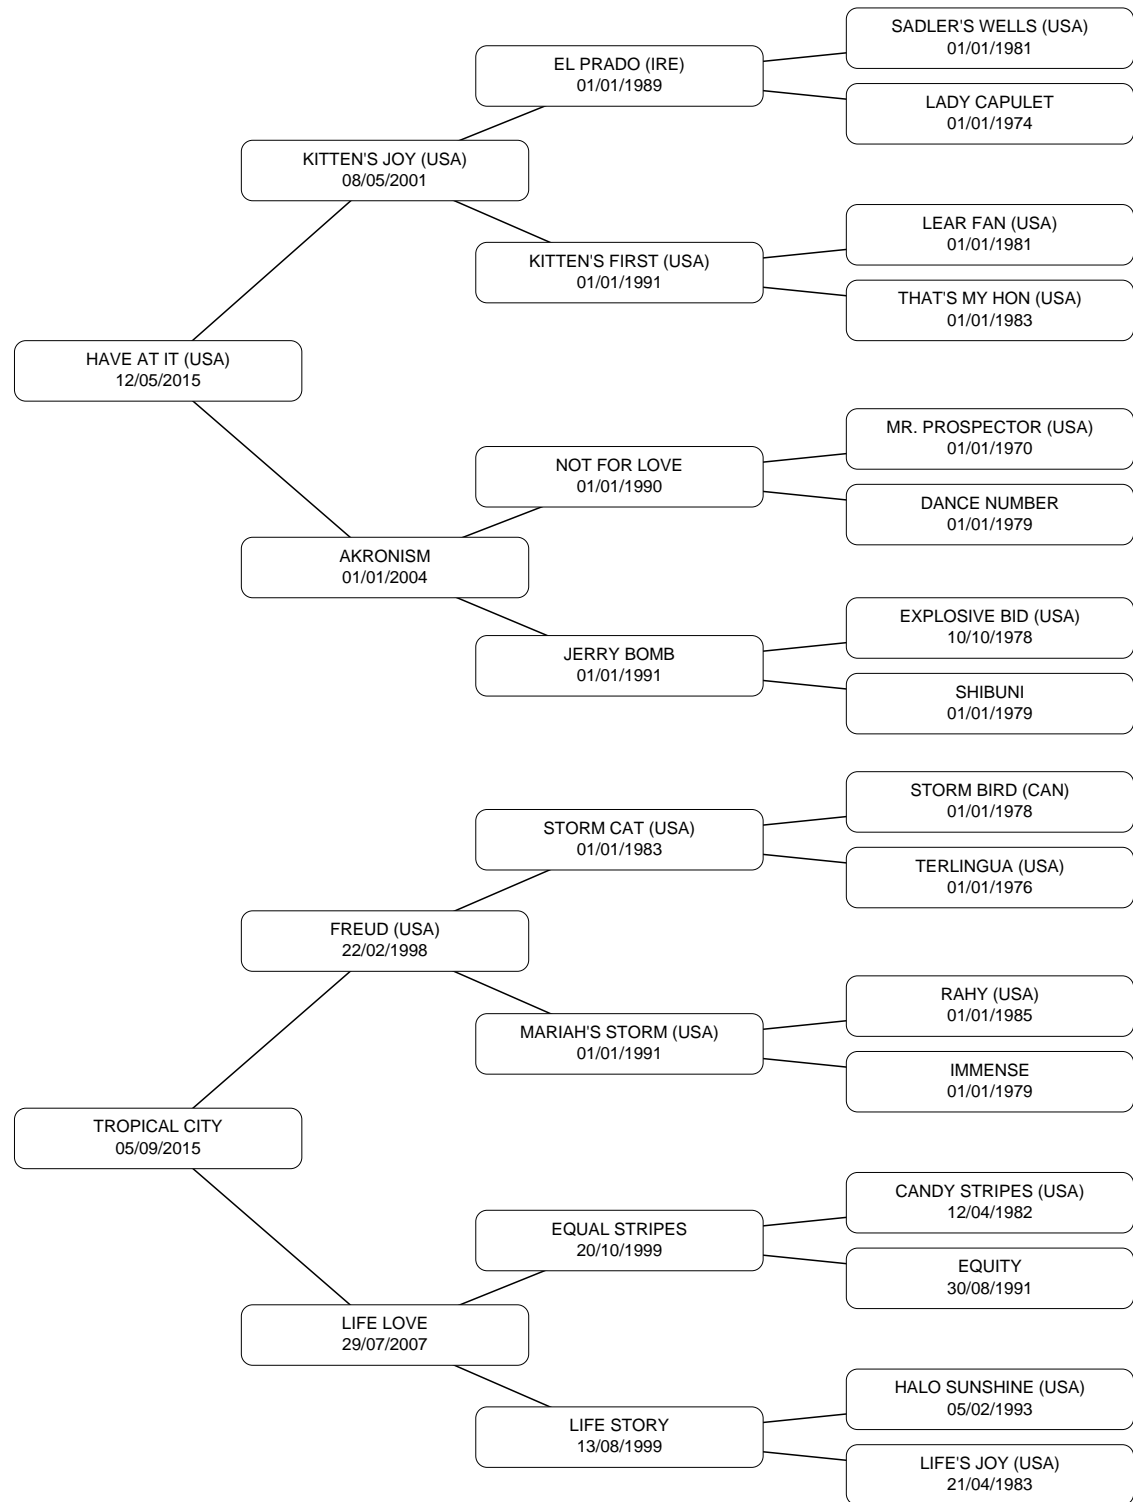 SADLER'S WELLS (USA)
01/01/1981
EL PRADO (IRE)
01/01/1989
LADY CAPULET
01/01/1974
KITTEN'S JOY (USA)
08/05/2001
LEAR FAN (USA)
01/01/1981
KITTEN'S FIRST (USA)
01/01/1991
THAT'S MY HON (USA)
01/01/1983
HAVE AT IT (USA)
12/05/2015
MR. PROSPECTOR (USA)
01/01/1970
NOT FOR LOVE
01/01/1990
DANCE NUMBER
01/01/1979
AKRONISM
01/01/2004
EXPLOSIVE BID (USA)
10/10/1978
JERRY BOMB
01/01/1991
SHIBUNI
01/01/1979
STORM BIRD (CAN)
01/01/1978
STORM CAT (USA)
01/01/1983
TERLINGUA (USA)
01/01/1976
FREUD (USA)
22/02/1998
RAHY (USA)
01/01/1985
MARIAH'S STORM (USA)
01/01/1991
IMMENSE
01/01/1979
TROPICAL CITY
05/09/2015
CANDY STRIPES (USA)
12/04/1982
EQUAL STRIPES
20/10/1999
EQUITY
30/08/1991
LIFE LOVE
29/07/2007
HALO SUNSHINE (USA)
05/02/1993
LIFE STORY
13/08/1999
LIFE'S JOY (USA)
21/04/1983